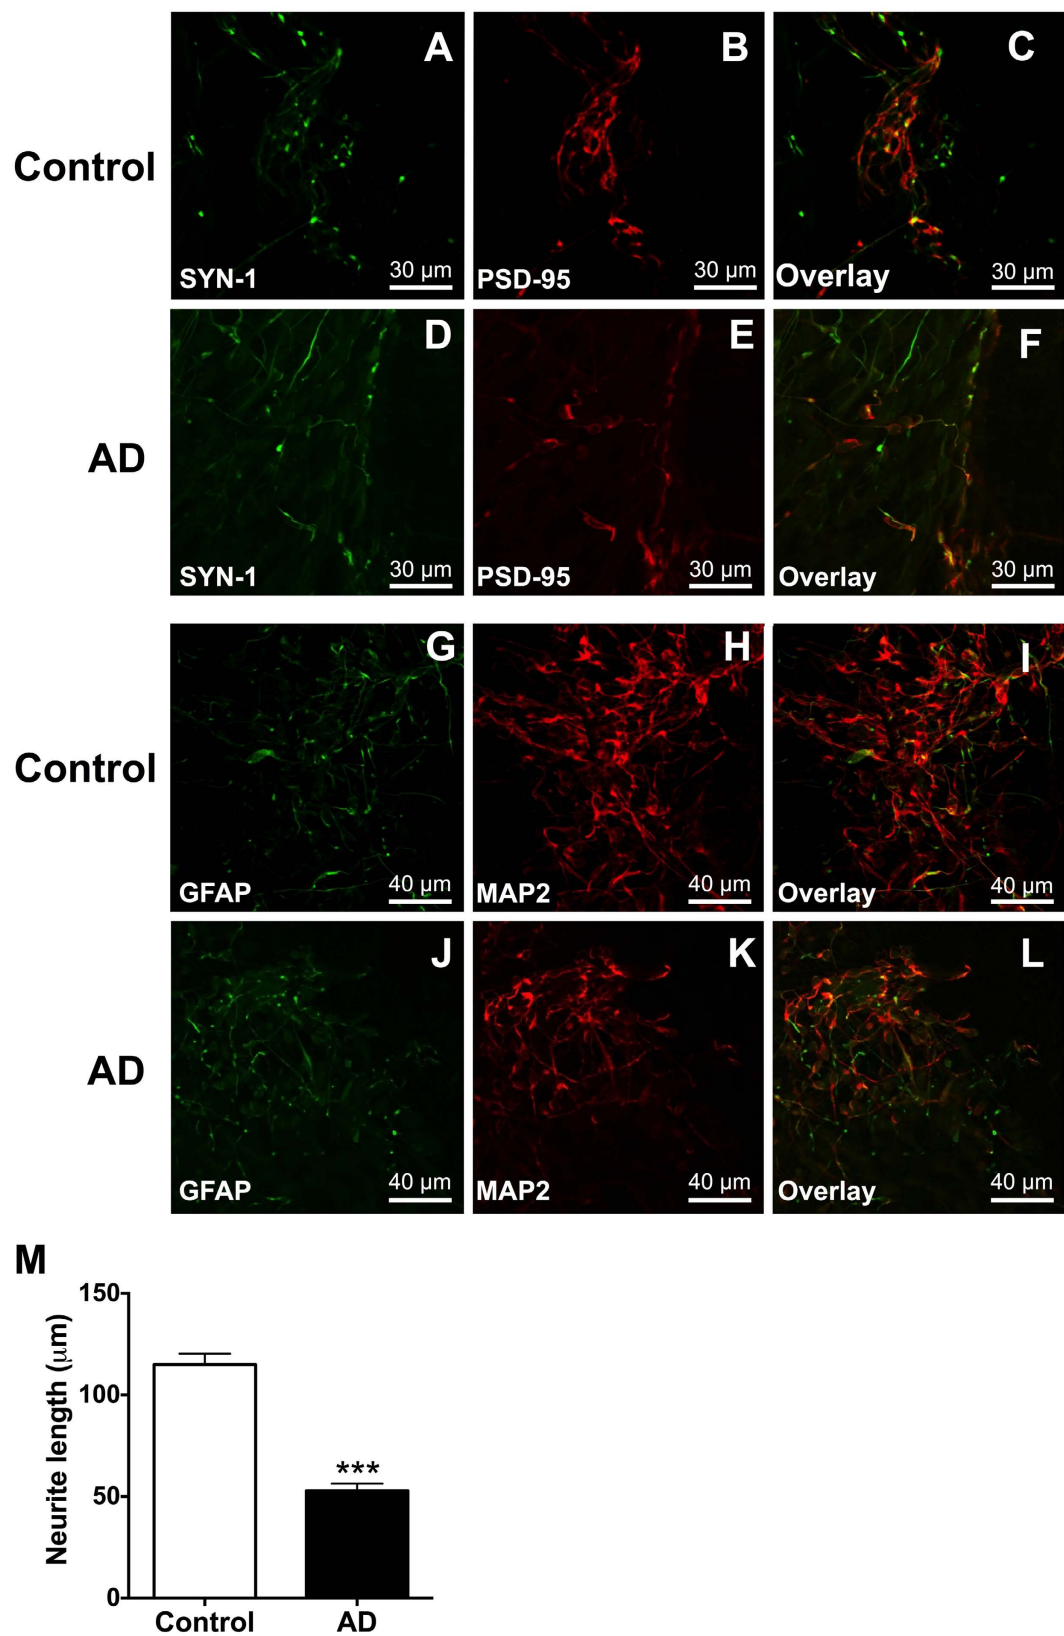 A
B
C
Control
SYN-1
30 µm
PSD-95
30 µm
Overlay
30 µm
D
E
F
AD
SYN-1
30 µm
PSD-95
30 µm
Overlay
30 µm
G
H
I
Control
GFAP
40 µm
MAP2
40 µm
Overlay
40 µm
J
K
L
AD
GFAP
40 µm
MAP2
40 µm
Overlay
40 µm
M
Neurite length (µm)
150
100
50
0
***
Control
AD